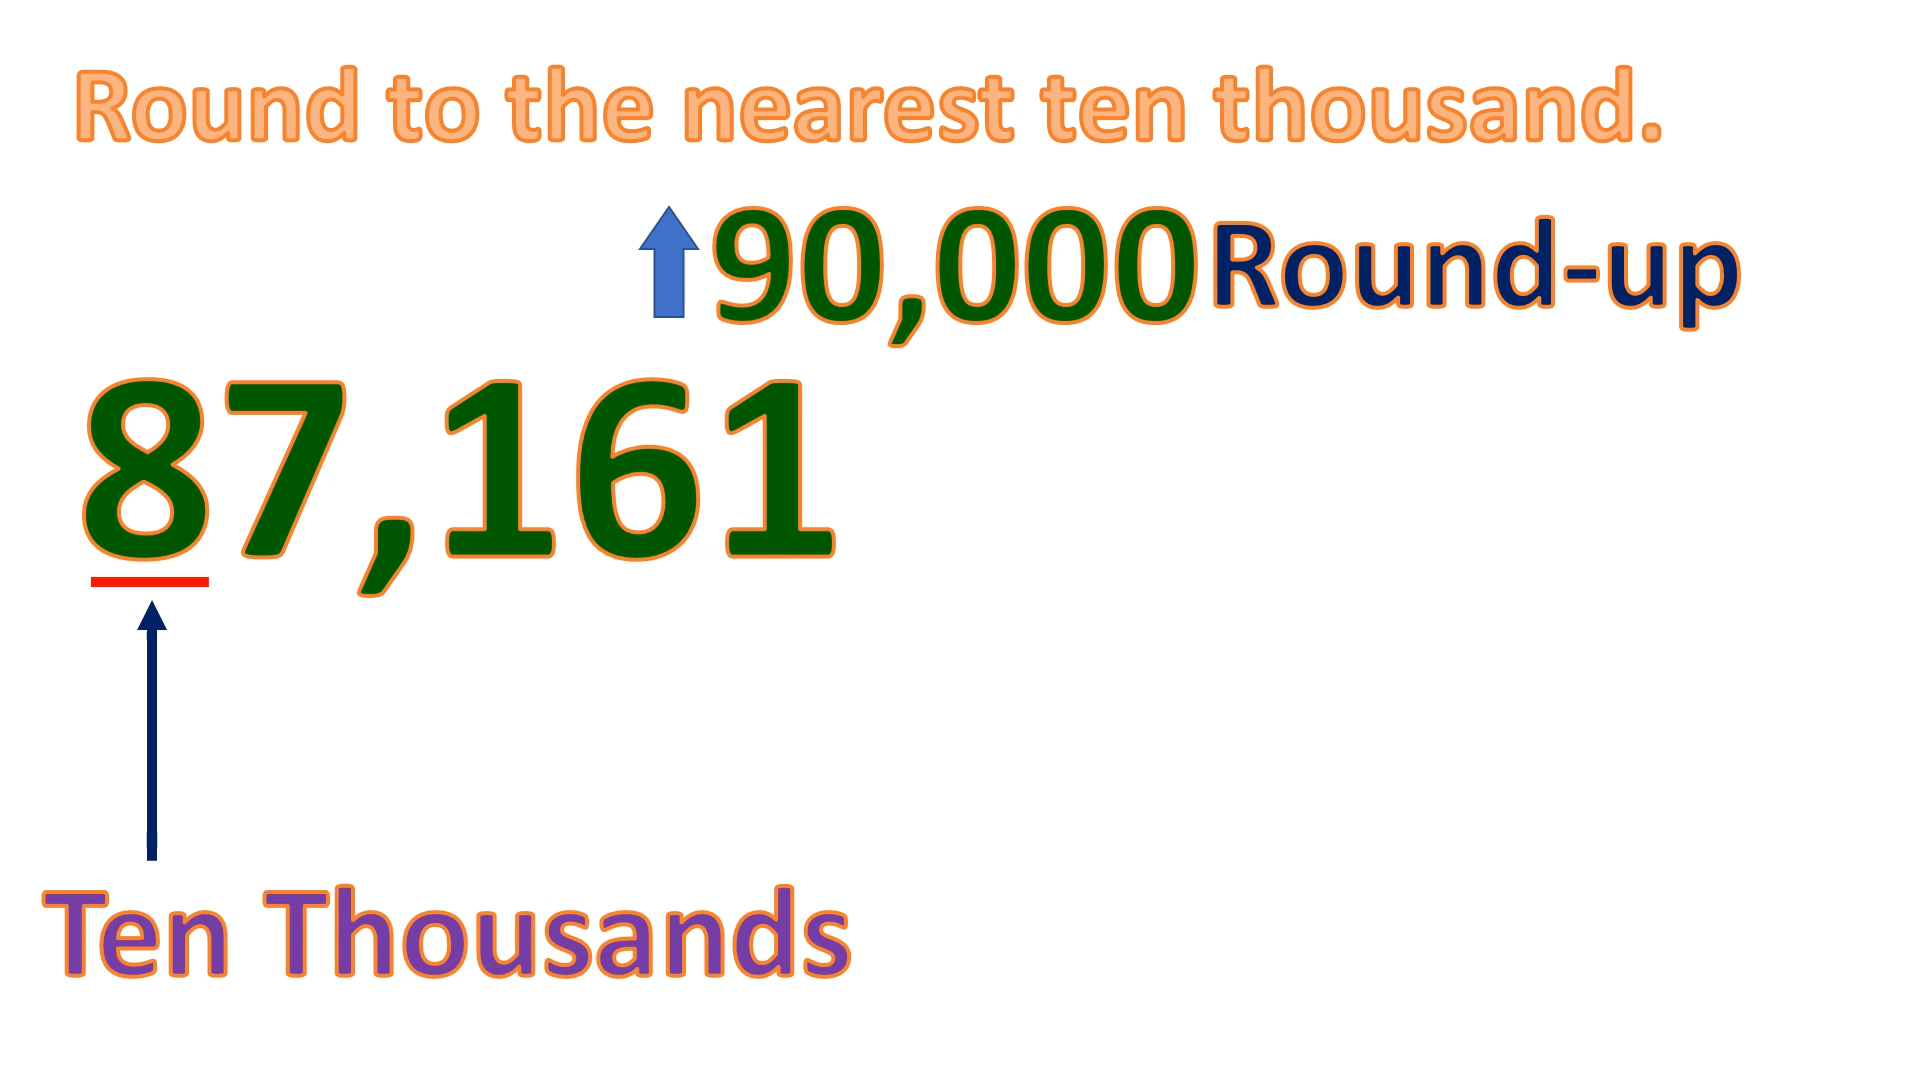 Round to the nearest ten thousand.
90,000 Round-up
87,161
Ten Thousands